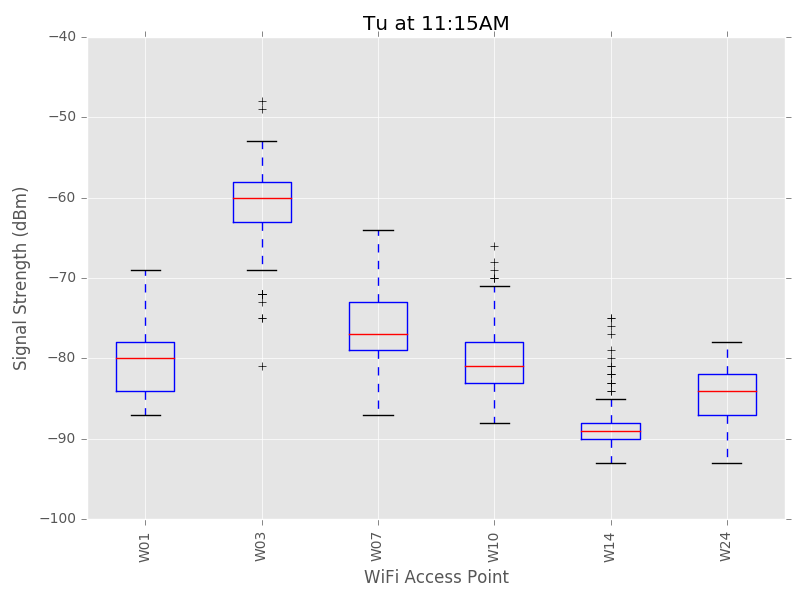 Tu at 11:15AM
−40
−50
−60
−70
−80
−90
−100
Signal Strength (dBm)
W01
W03
W07
W10
W14
W24
WiFi Access Point